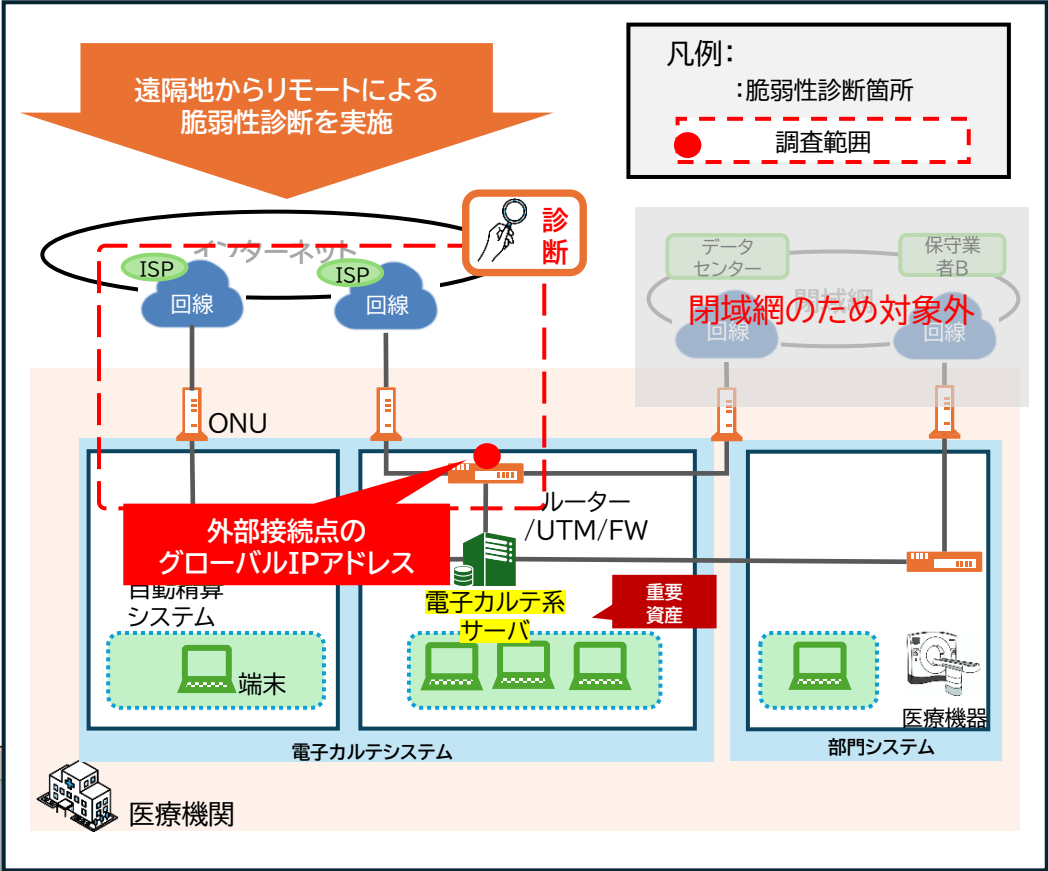 遠隔地からリモートによる
脆弱性診断を実施
凡例：
：脆弱性診断箇所
調査範囲
診
断
インターネット
ISP
回線
ISP
回線
データ
センター
保守業
者B
閉域網
閉域網のため対象外
回線
回線
ONU
ルーター
/UTM/FW
外部接続点の
グローバルIPアドレス
自動精算
システム
電子カルテ系
サーバ
重要
資産
端末
医療機器
電子カルテシステム
部門システム
医療機関